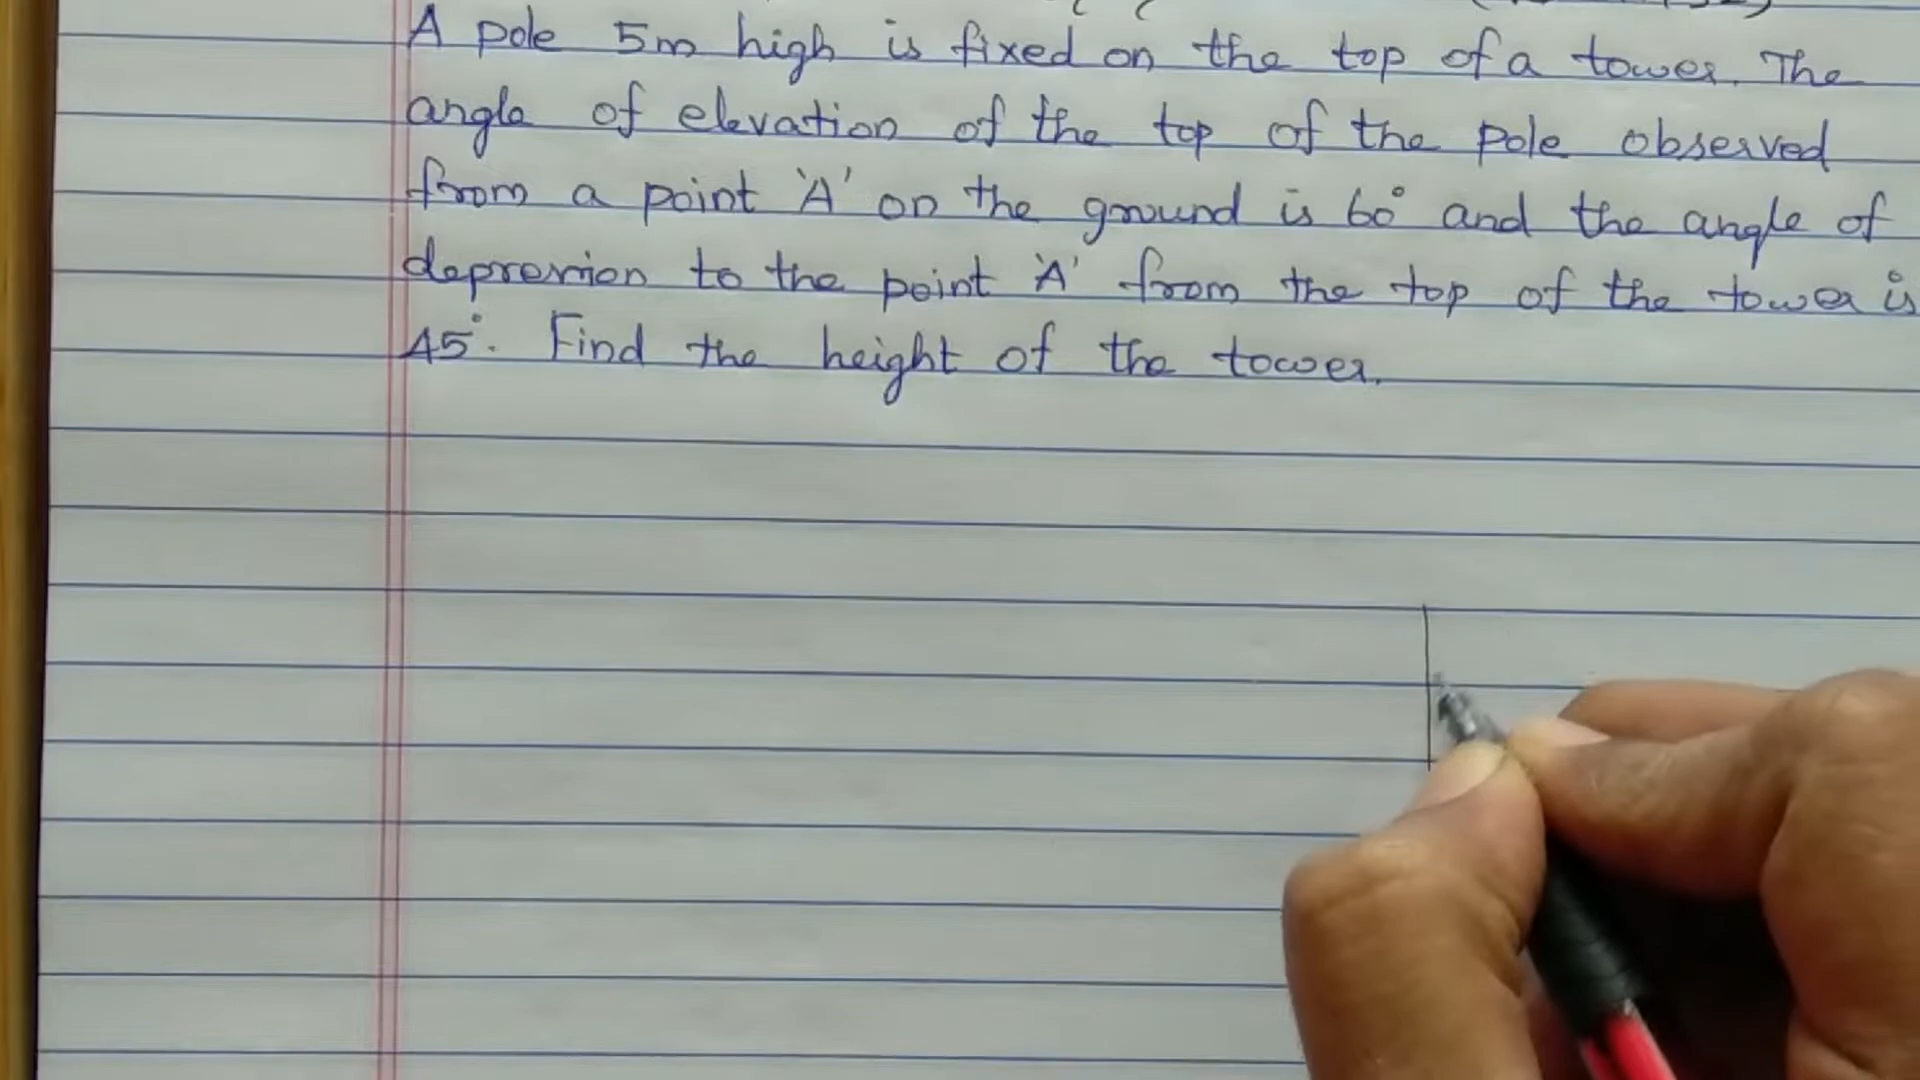 A pole 5m high is fixed on the top of a tower. The
angle of elevation of the top of the pole observed
from a point 'A' on the ground is 60° and the angle of
depression to the point 'A' from the top of the tower is
45°. Find the height of the tower.